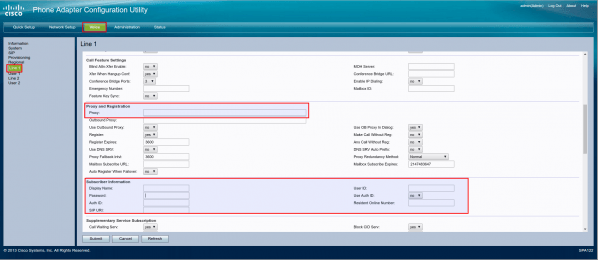 cisco Phone Adapter Configuration Utility
admin(Admin) Log Out About Help
Quick Setup Network Setup Voice Administration Status
Information
System
SIP
Provisioning
Regional
Line 1
User 1
Line 2
User 2
Line 1
Call Feature Settings
Blind Attn-Xfer Enable: no MOH Server:
Xfer When Hangup Conf: yes Conference Bridge URL:
Conference Bridge Ports: 3 Enable IP Dialing: no
Emergency Number: Mailbox ID:
Feature Key Sync: no
Proxy and Registration
Proxy:
Outbound Proxy:
Use Outbound Proxy: no Use OB Proxy In Dialog: yes
Register: yes Make Call Without Reg: no
Register Expires: 3600 Ans Call Without Reg: no
Use DNS SRV: no DNS SRV Auto Prefix: no
Proxy Fallback Intvl: 3600 Proxy Redundancy Method: Normal
Mailbox Subscribe URL: Mailbox Subscribe Expires: 2147483647
Auto Register When Failover: no
Subscriber Information
Display Name: User ID:
Password: Use Auth ID: no
Auth ID: Resident Online Number:
SIP URI:
Supplementary Service Subscription
Call Waiting Serv: yes Block CID Serv: yes
Submit Cancel Refresh
© 2013 Cisco Systems, Inc. All Rights Reserved. SPA122